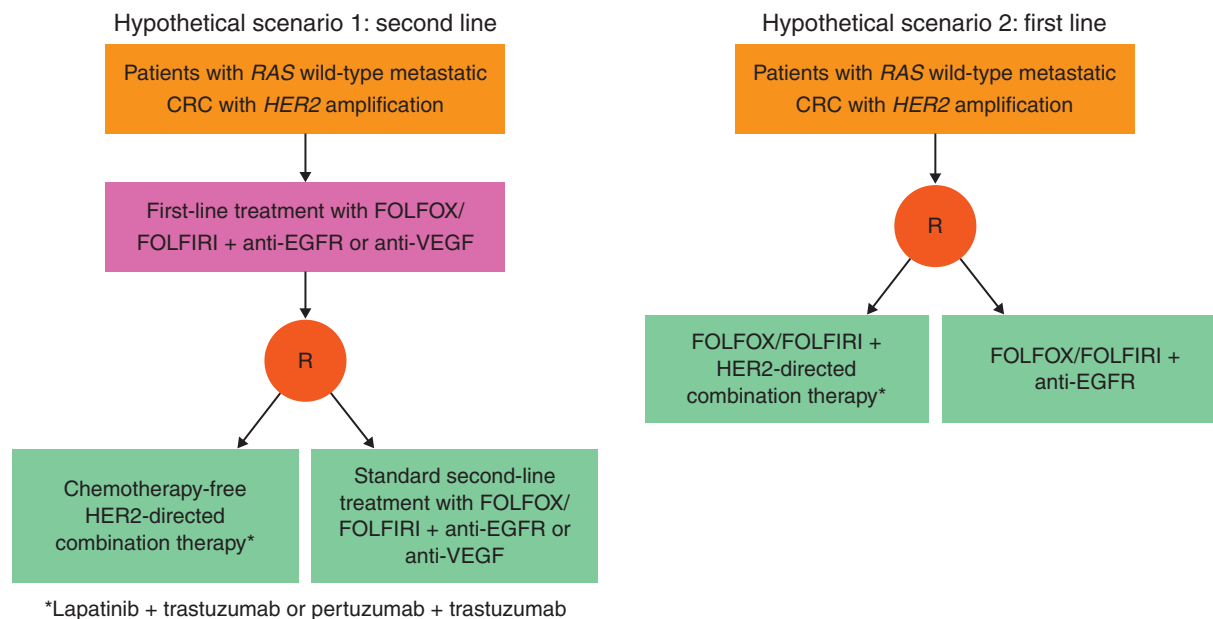 Hypothetical scenario 1: second line
Patients with RAS wild-type metastatic
CRC with HER2 amplification
First-line treatment with FOLFOX/
FOLFIRI + anti-EGFR or anti-VEGF
R
Chemotherapy-free
HER2-directed
combination therapy*
Standard second-line
treatment with FOLFOX/
FOLFIRI + anti-EGFR or
anti-VEGF
*Lapatinib + trastuzumab or pertuzumab + trastuzumab
Hypothetical scenario 2: first line
Patients with RAS wild-type metastatic
CRC with HER2 amplification
R
FOLFOX/FOLFIRI +
HER2-directed
combination therapy*
FOLFOX/FOLFIRI +
anti-EGFR